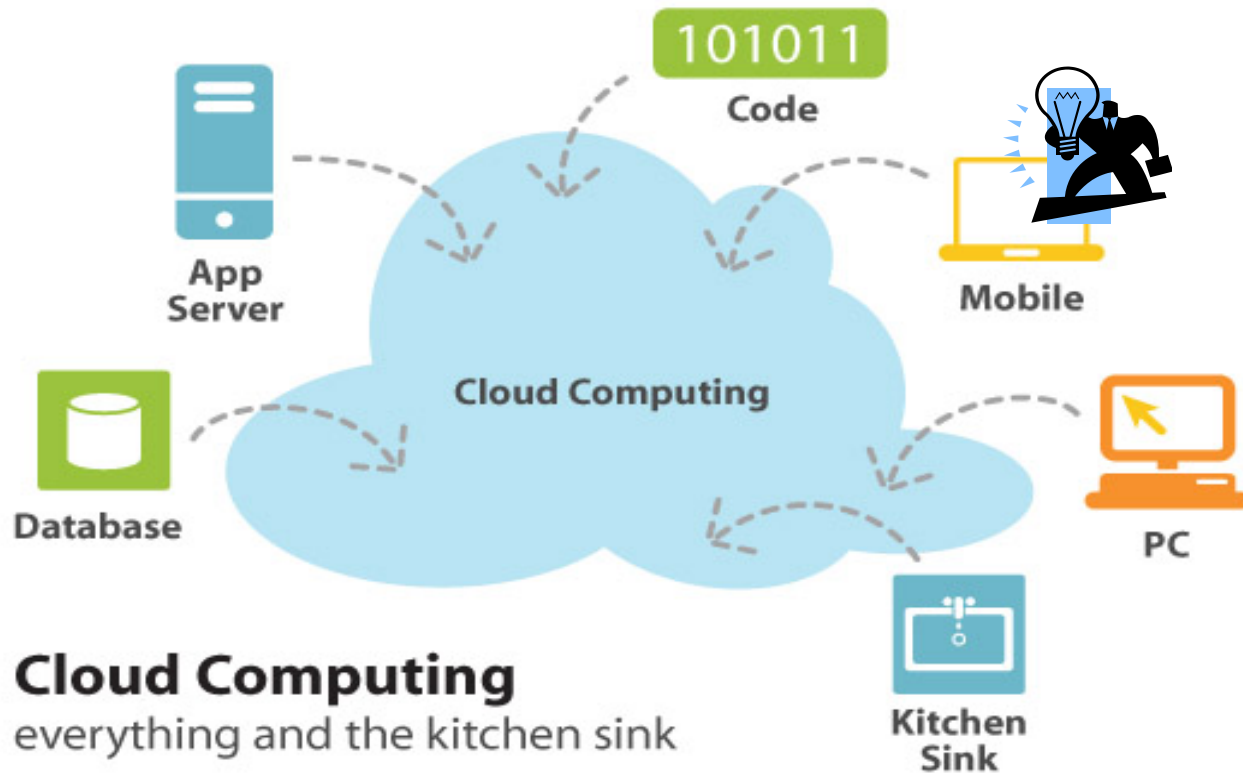 101011
Code
App
Server
Mobile
Cloud Computing
Database
PC
Kitchen
Sink
Cloud Computing
everything and the kitchen sink